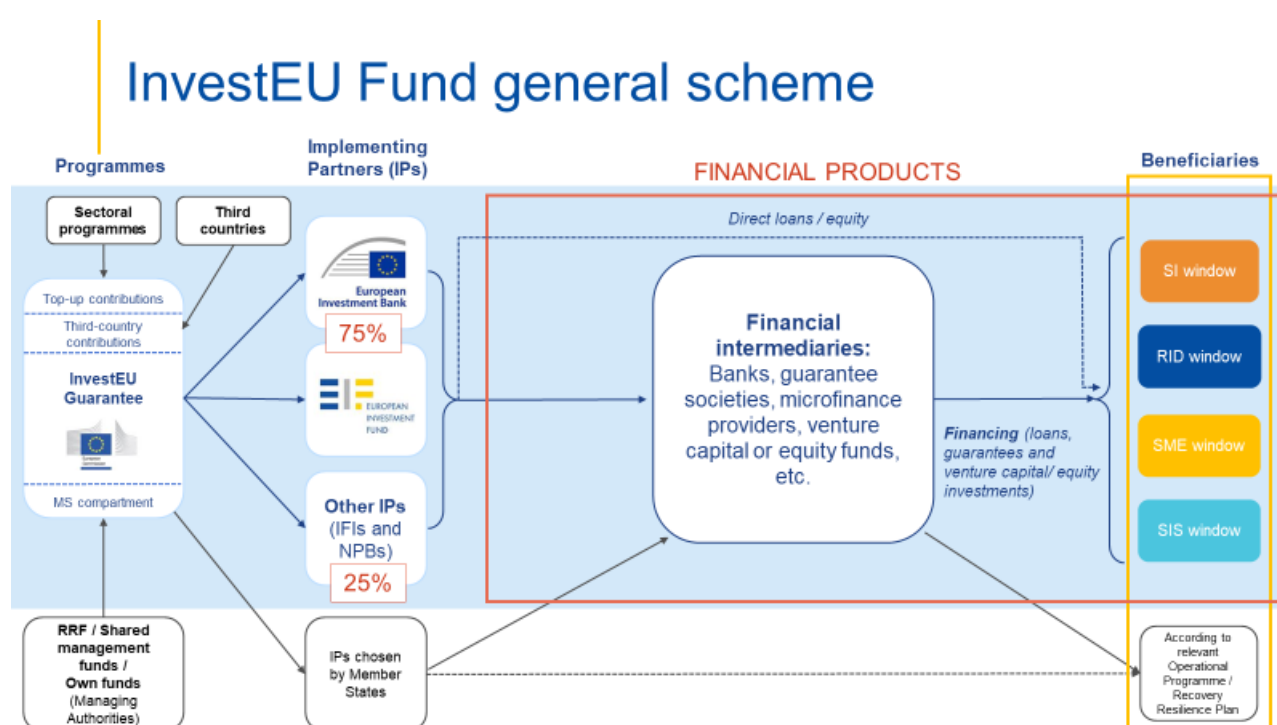 InvestEU Fund general scheme
Programmes
Implementing
Partners (IPs)
FINANCIAL PRODUCTS
Beneficiaries
Sectoral
programmes
Third
countries
Top-up contributions
Third-country
contributions
InvestEU
Guarantee
European
Commission
MS compartment
RRF / Shared
management
funds /
Own funds
(Managing
Authorities)
European
Investment Bank
75%
EIF
EUROPEAN
INVESTMENT
FUND
Other IPs
(IFIs and
NPBs)
25%
IPs chosen
by Member
States
Direct loans / equity
Financial
intermediaries:
Banks, guarantee
societies, microfinance
providers, venture
capital or equity funds,
etc.
Financing (loans,
guarantees and
venture capital/ equity
investments)
SI window
RID window
SME window
SIS window
According to
relevant
Operational
Programme /
Recovery
Resilience Plan